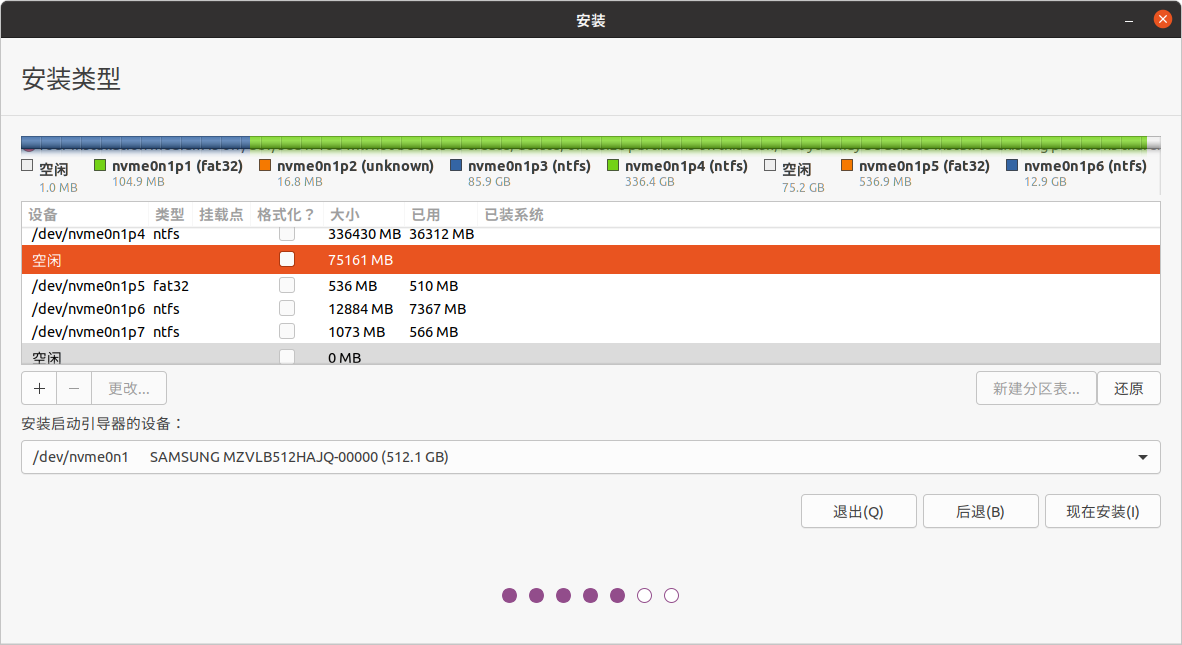 安装
安装类型
空闲 nvme0n1p1 (fat32) nvme0n1p2 (unknown) nvme0n1p3 (ntfs) nvme0n1p4 (ntfs) 空闲 nvme0n1p5 (fat32) nvme0n1p6 (ntfs)
1.0 MB 104.9 MB 16.8 MB 85.9 GB 336.4 GB 75.2 GB 536.9 MB 12.9 GB
设备 类型 挂载点 格式化？ 大小 已用 已装系统
/dev/nvme0n1p4 ntfs 336430 MB 36312 MB
空闲 75161 MB
/dev/nvme0n1p5 fat32 536 MB 510 MB
/dev/nvme0n1p6 ntfs 12884 MB 7367 MB
/dev/nvme0n1p7 ntfs 1073 MB 566 MB
空闲 0 MB
+ − 更改... 新建分区表... 还原
安装启动引导器的设备：
/dev/nvme0n1 SAMSUNG MZVLB512HAJQ-00000 (512.1 GB)
退出(Q) 后退(B) 现在安装(I)